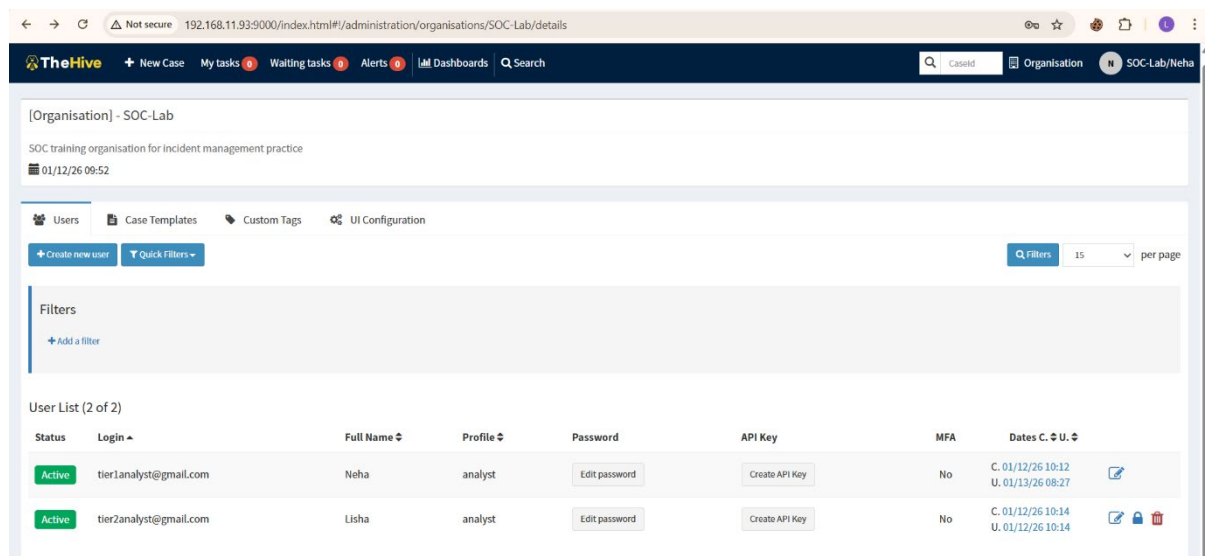 Not secure 192.168.11.93:9000/index.html#!/administration/organisations/SOC-Lab/details L
TheHive + New Case My tasks 0 Waiting tasks 0 Alerts 0 Dashboards Search CaseId Organisation N SOC-Lab/Neha
[Organisation] - SOC-Lab
SOC training organisation for incident management practice
01/12/26 09:52
Users Case Templates Custom Tags UI Configuration
+ Create new user Quick Filters Filters 15 per page
Filters
+ Add a filter
User List (2 of 2)
Status Login Full Name Profile Password API Key MFA Dates C. U.
Active tier1analyst@gmail.com Neha analyst Edit password Create API Key No C. 01/12/26 10:12
U. 01/13/26 08:27
Active tier2analyst@gmail.com Lisha analyst Edit password Create API Key No C. 01/12/26 10:14
U. 01/12/26 10:14